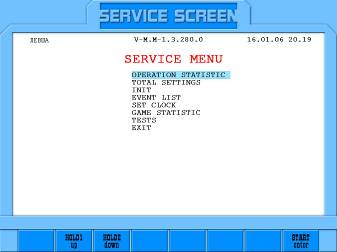 SERVICE SCREEN
V-M.M-1.3.280.0
16.01.06 20.19
SERVICE MENU
OPERATION STATISTIC
TOTAL SETTINGS
INIT
EVENT LIST
SET CLOCK
GAME STATISTIC
TESTS
EXIT
HOLD1 HOLD2 START
up down enter